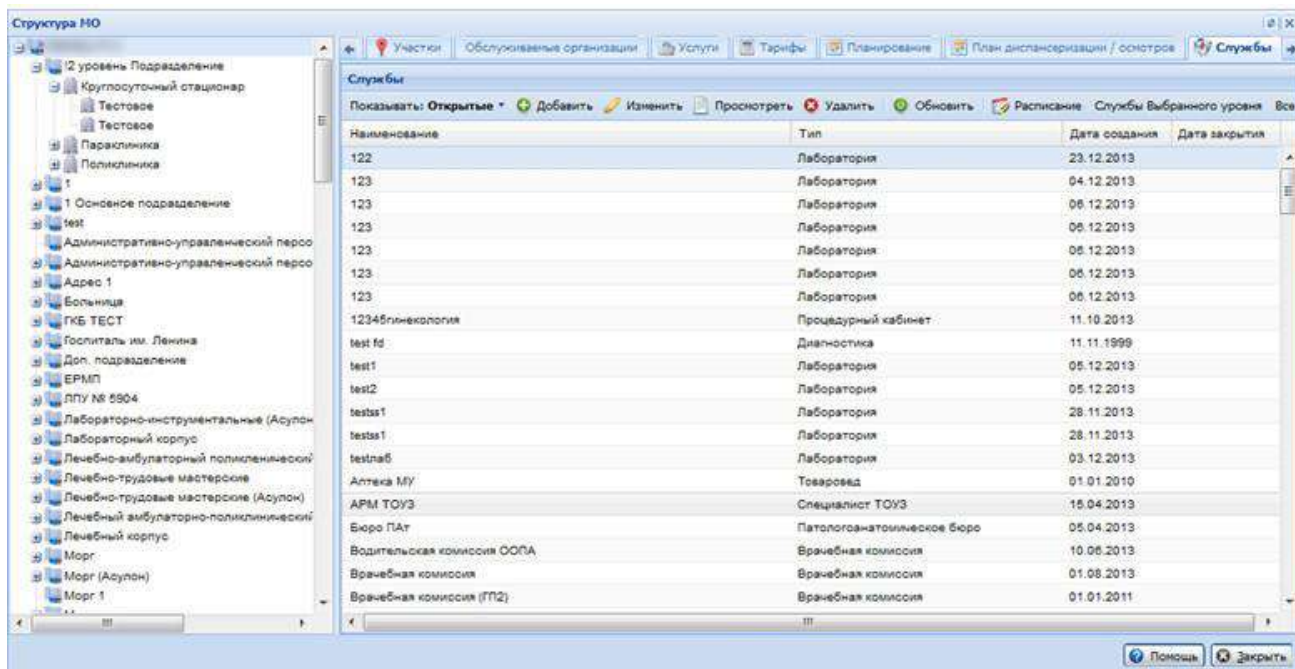 Структура МО
!2 уровень Подразделение
Круглосуточный стационар
Тестовое
Тестовое
Параклиника
Поликлиника
1
1 Основное подразделение
test
Административно-управленческий персо
Административно-управленческий персо
Адрес 1
Больница
ГКБ ТЕСТ
Госпиталь им. Ленина
Доп. подразделение
ЕРМП
ЛПУ № 5904
Лабораторно-инструментальные (Асулон
Лабораторный корпус
Лечебно-амбулаторный поликленический
Лечебно-трудовые мастерские
Лечебно-трудовые мастерские (Асулон)
Лечебный амбулаторно-поликлинический
Лечебный корпус
Морг
Морг (Асулон)
Морг 1
Участки Обслуживаемые организации Услуги Тарифы Планирование План диспансеризации / осмотров Службы
Службы
Показывать: Открытые Добавить Изменить Просмотреть Удалить Обновить Расписание Службы Выбранного уровня Все
Наименование Тип Дата создания Дата закрытия
122 Лаборатория 23.12.2013
123 Лаборатория 04.12.2013
123 Лаборатория 06.12.2013
123 Лаборатория 06.12.2013
123 Лаборатория 06.12.2013
123 Лаборатория 06.12.2013
123 Лаборатория 06.12.2013
12345гинекология Процедурный кабинет 11.10.2013
test fd Диагностика 11.11.1999
test1 Лаборатория 05.12.2013
test2 Лаборатория 05.12.2013
testss1 Лаборатория 28.11.2013
testss1 Лаборатория 28.11.2013
testлаб Лаборатория 03.12.2013
Аптека МУ Товаровед 01.01.2010
АРМ ТОУЗ Специалист ТОУЗ 15.04.2013
Бюро ПАт Патологоанатомическое бюро 05.04.2013
Водительская комиссия ООПА Врачебная комиссия 10.06.2013
Врачебная комиссия Врачебная комиссия 01.08.2013
Врачебная комиссия (ГП2) Врачебная комиссия 01.01.2011
Помощь Закрыть